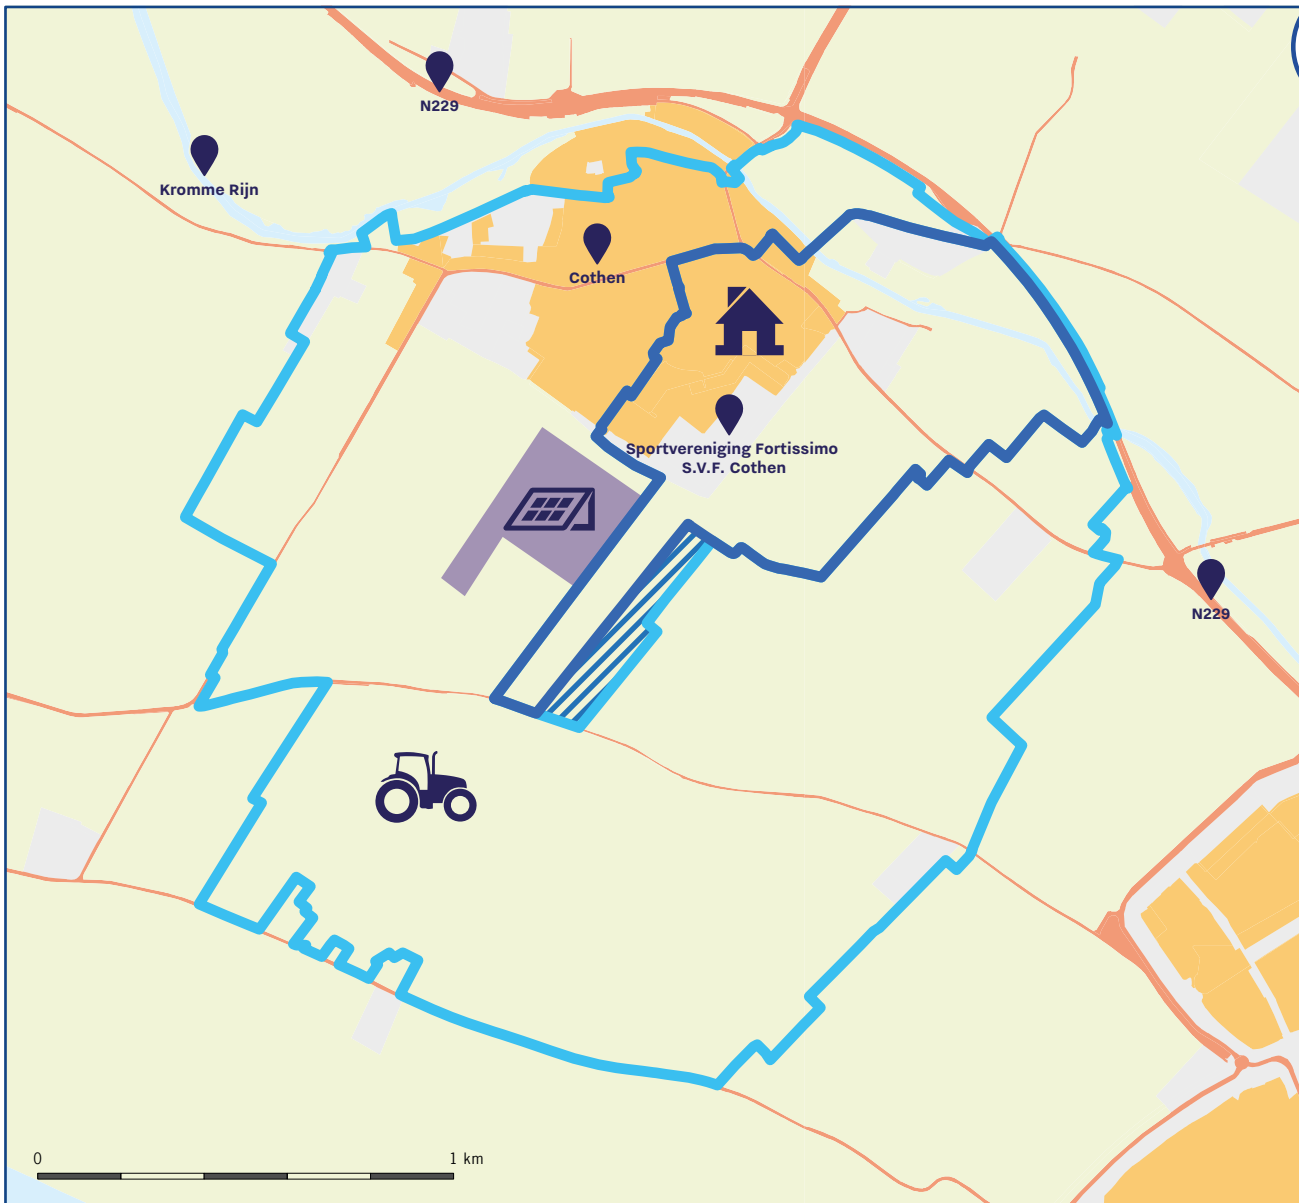 N229
Kromme Rijn
Cothen
Sportvereniging Fortissimo
S.V.F. Cothen
N229
0
1 km